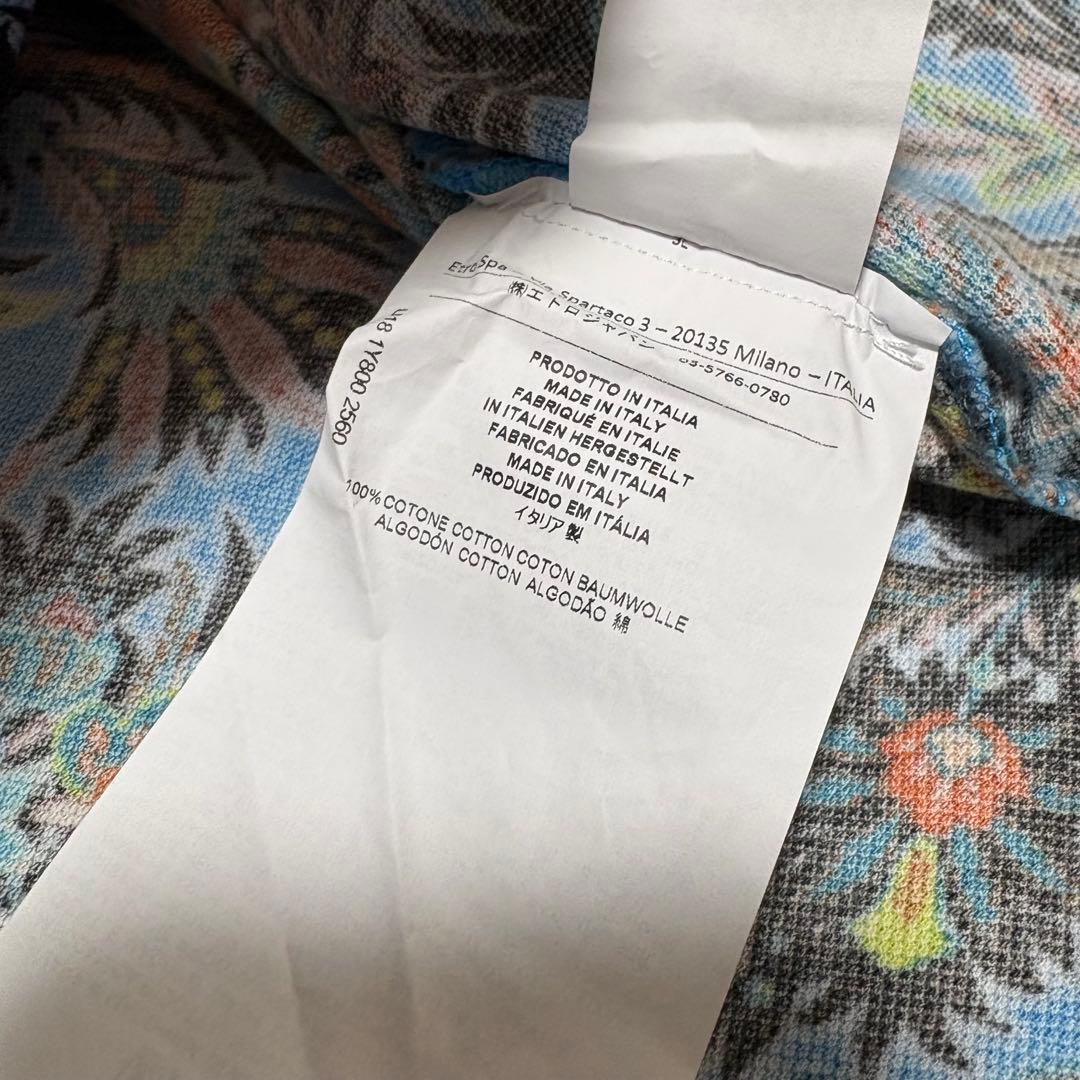 Spartaco 3 – 20135 Milano – ITALIA
㈱エトロジャパン 03-5766-0780
PRODOTTO IN ITALIA
MADE IN ITALY
FABRIQUÉ EN ITALIE
IN ITALIEN HERGESTELLT
FABRICADO EN ITALIA
MADE IN ITALY
PRODUZIDO EM ITÁLIA
イタリア製
100% COTONE COTTON COTON BAUMWOLLE
ALGODÓN COTTON ALGODÃO 綿
1Y800 2560